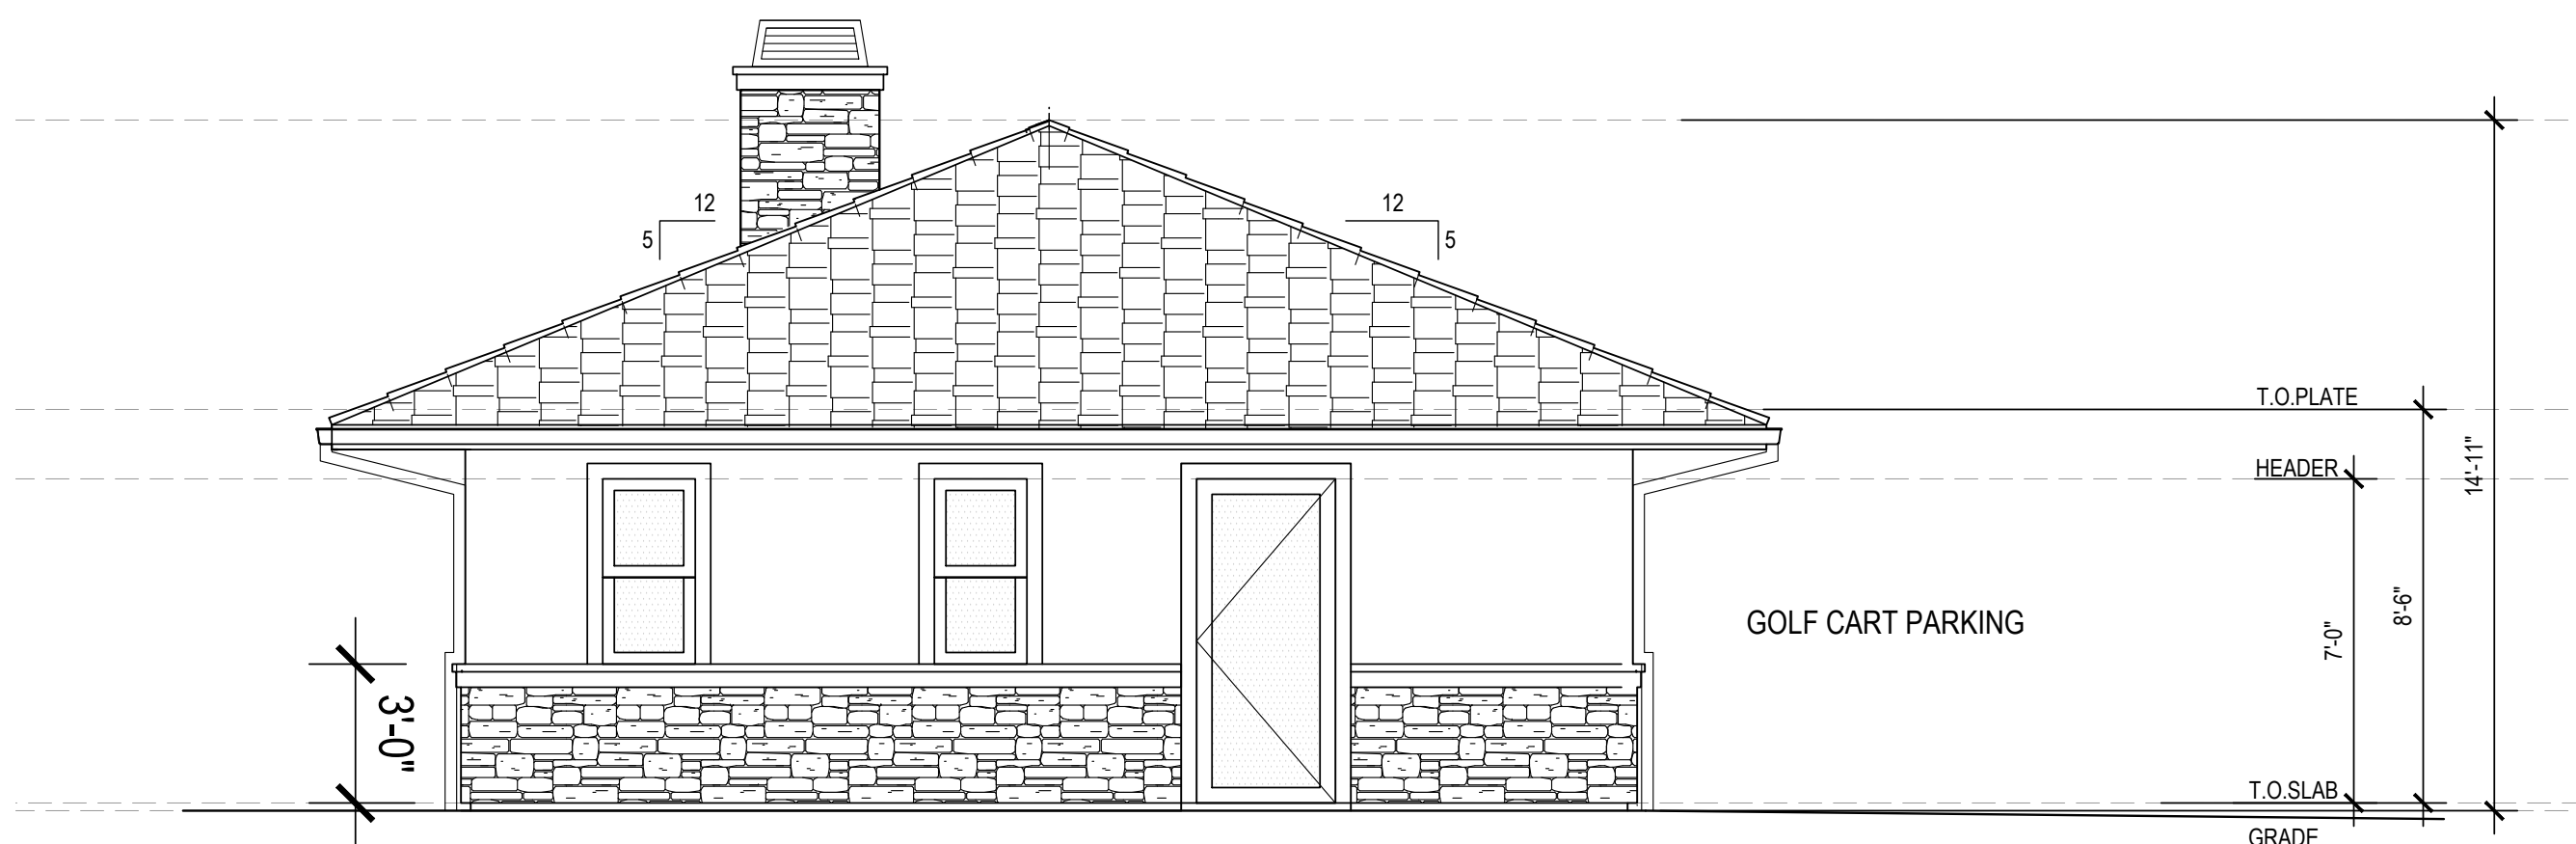 12
5
12
5
T.O.PLATE
HEADER
14'-11"
8'-6"
7'-0"
GOLF CART PARKING
3'-0"
T.O.SLAB
GRADE